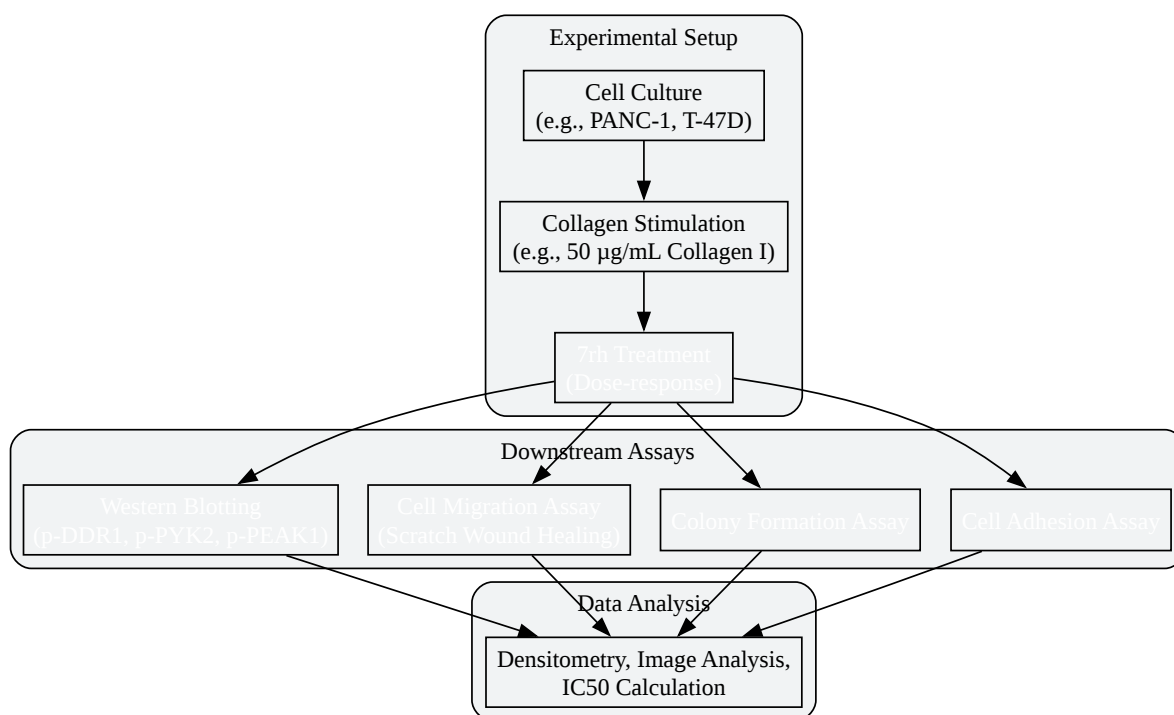 Experimental Setup
Cell Culture
(e.g., PANC-1, T-47D)
Collagen Stimulation
(e.g., 50 µg/mL Collagen I)
7rh Treatment
(Dose-response)
Downstream Assays
Western Blotting
(p-DDR1, p-PYK2, p-PEAK1)
Cell Migration Assay
(Scratch Wound Healing)
Colony Formation Assay
Cell Adhesion Assay
Data Analysis
Densitometry, Image Analysis,
IC50 Calculation